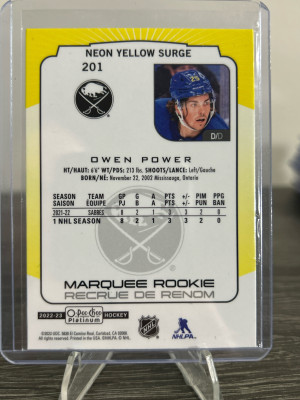 NEON YELLOW SURGE
201
D/D
OWEN POWER
HT/HAUT: 6'6" WT/PDS: 213 lbs. SHOOTS/LANCE: Left/Gauche
BORN/NÉ: November 22, 2002 Mississauga, Ontario
SEASON TEAM GP G A PTS +/- PIM PPG
SAISON ÉQUIPE PJ B A PTS +/- PUN BAN
2021-22 SABRES 8 2 1 3 3 2 0
1 NHL SEASON 8 2 1 3 3 2 0
MARQUEE ROOKIE
RECRUE DE RENOM
2022-23 O-Pee-Chee Platinum HOCKEY
NHL NHLPA